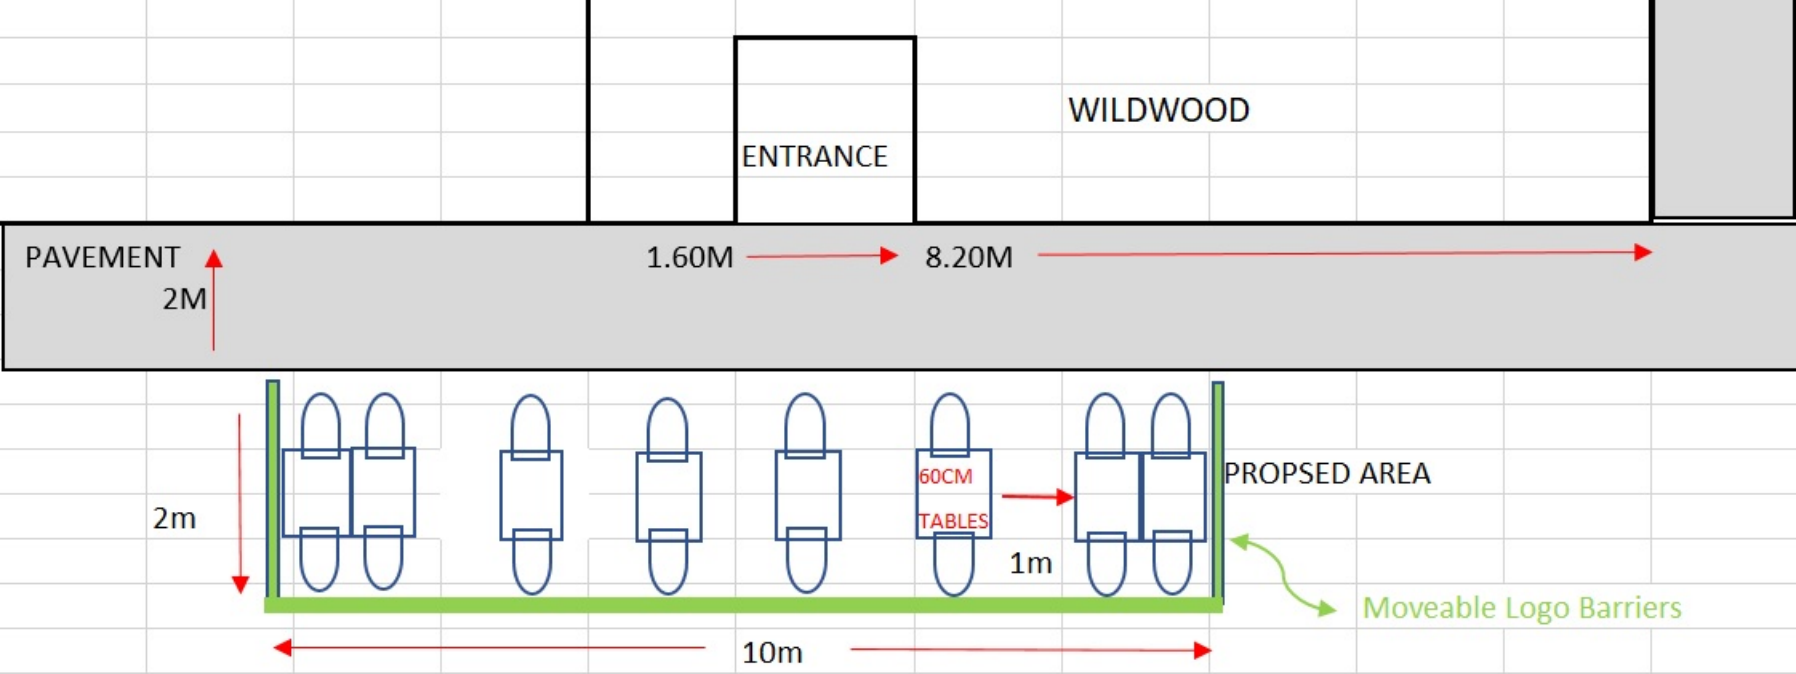 WILDWOOD
ENTRANCE
PAVEMENT
1.60M
8.20M
2M
60CM
TABLES
PROPSED AREA
2m
1m
Moveable Logo Barriers
10m